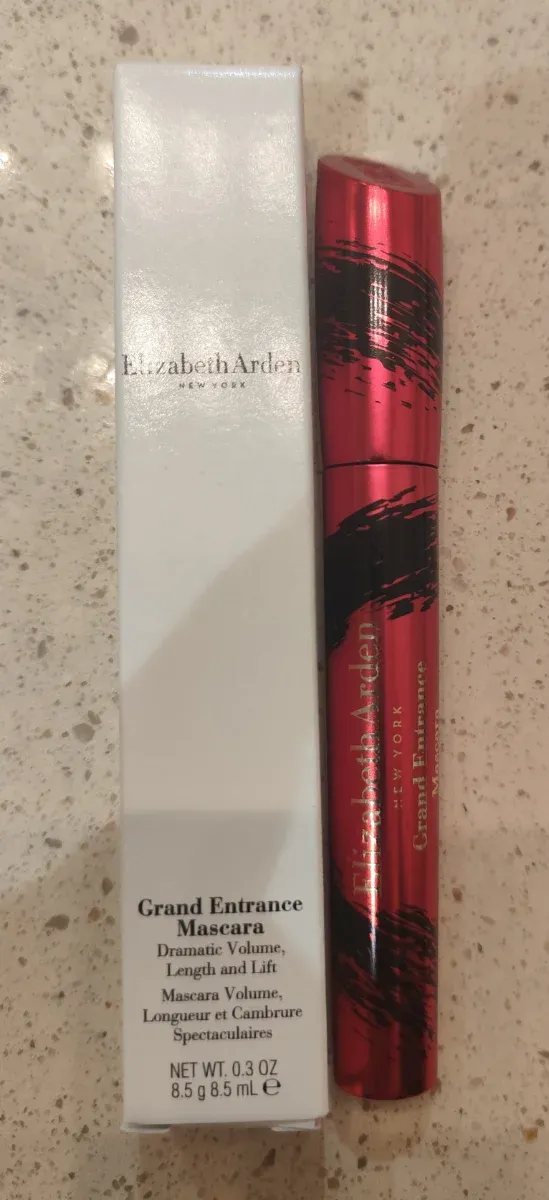 Elizabeth Arden
NEW YORK
Grand Entrance
Mascara
Dramatic Volume,
Length and Lift
Mascara Volume,
Longueur et Cambrure
Spectaculaires
NET WT. 0.3 OZ
8.5 g 8.5 mL ℮
Elizabeth Arden
NEW YORK
Grand Entrance
Mascara